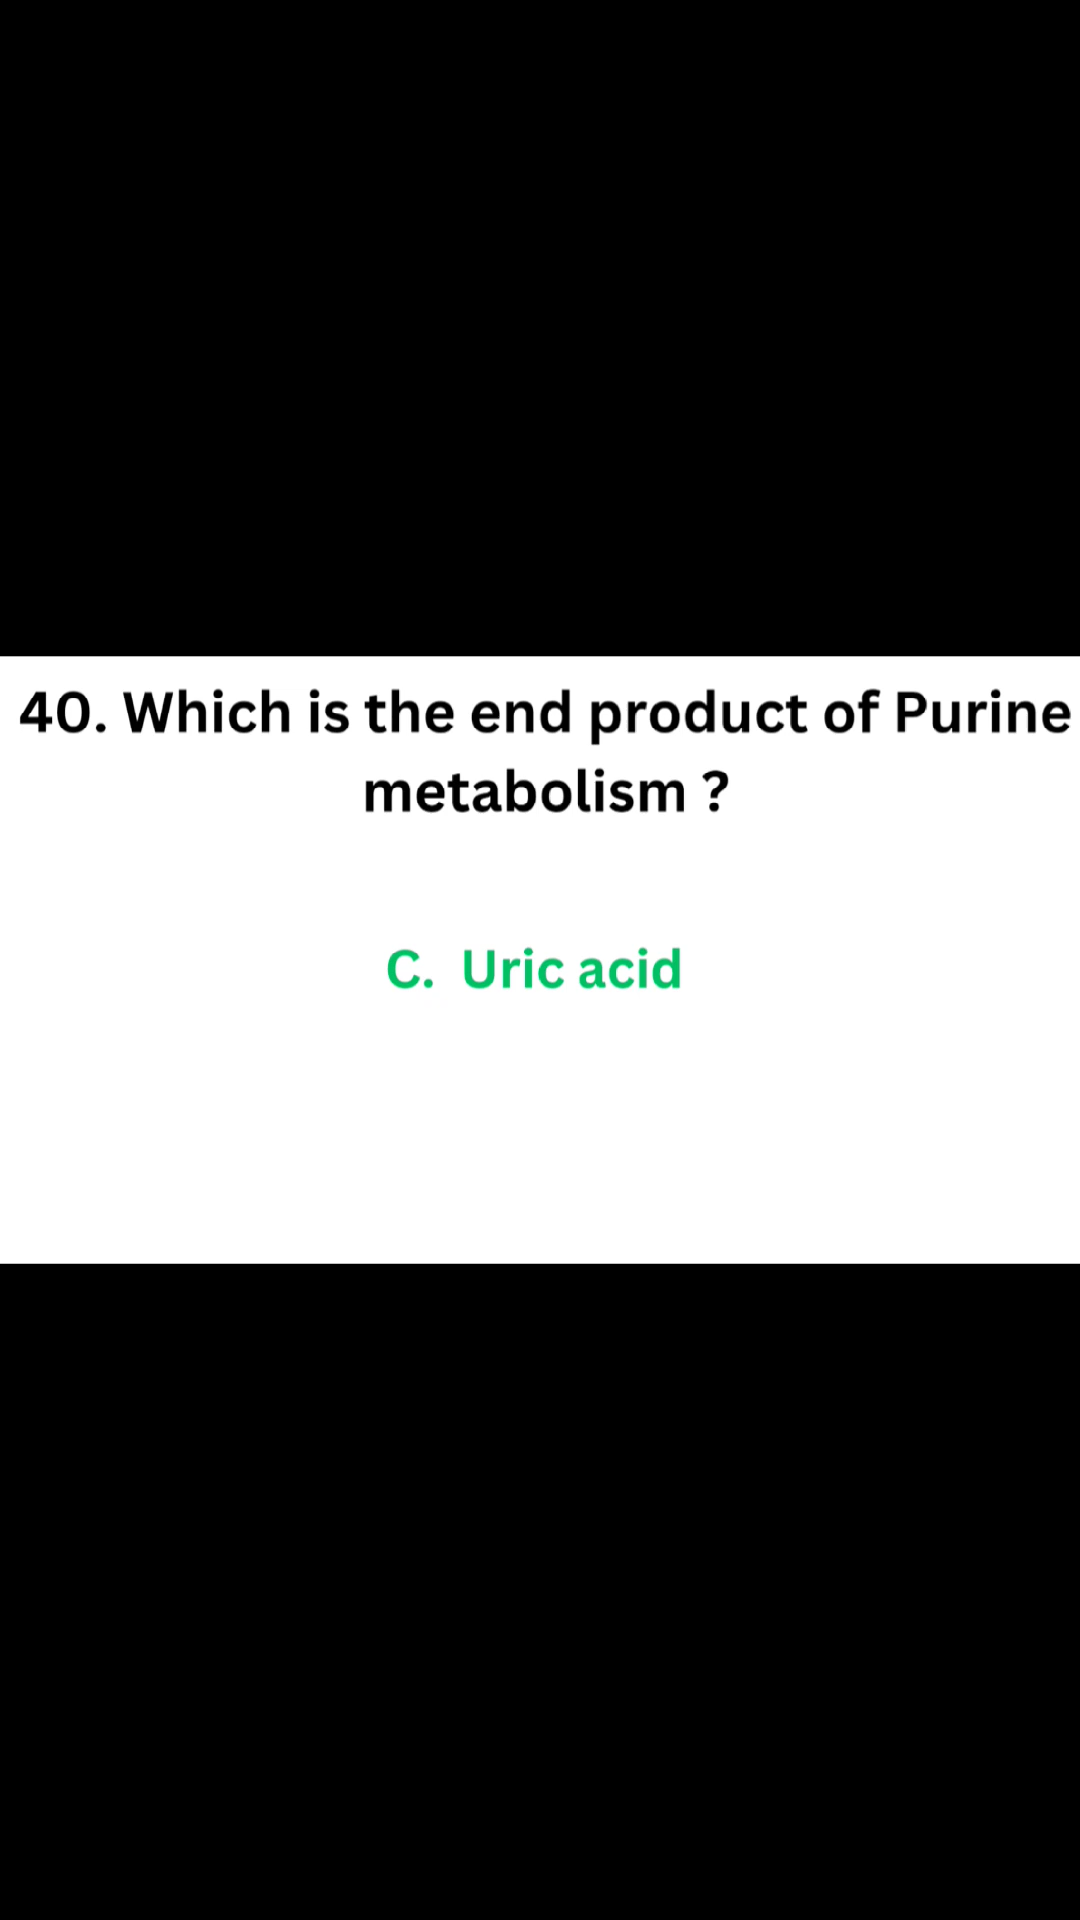 40. Which is the end product of Purine
metabolism ?
C. Uric acid